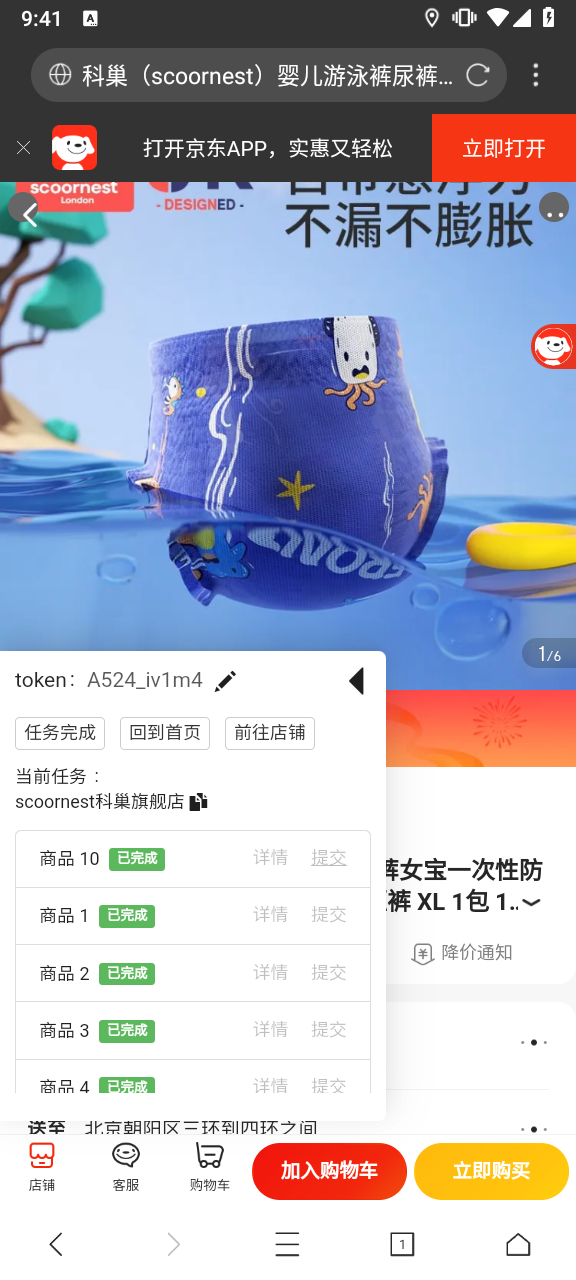 9:41
A
科巢（scoornest）婴儿游泳裤尿裤...
打开京东APP，实惠又轻松
立即打开
scoornest
London
- DESIGNED -
自带悬浮力
不漏不膨胀
1/6
token： A524_iv1m4
任务完成
回到首页
前往店铺
当前任务：
scoornest科巢旗舰店
商品 10 已完成 详情 提交
商品 1 已完成 详情 提交
商品 2 已完成 详情 提交
商品 3 已完成 详情 提交
商品 4 已完成 详情 提交
裤女宝一次性防
裤 XL 1包 1..
降价通知
送至 北京朝阳区三环到四环之间
店铺
客服
购物车
加入购物车
立即购买
1